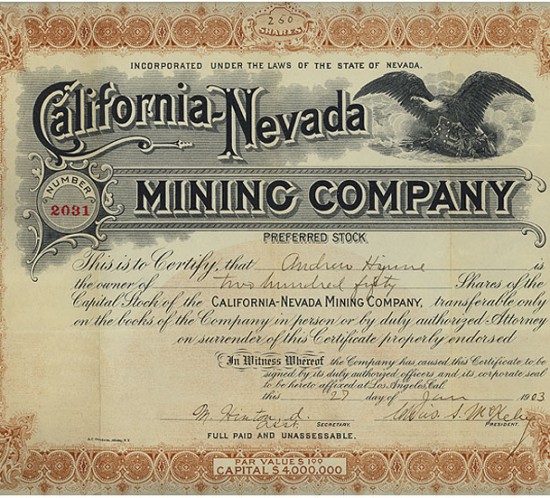 250
SHARES
INCORPORATED UNDER THE LAWS OF THE STATE OF NEVADA.
California-Nevada
NUMBER
2031
MINING COMPANY
PREFERRED STOCK
This is to Certify, that Andrew is
the owner of two hundred fifty Shares of the
Capital Stock of the CALIFORNIA-NEVADA MINING COMPANY, transferable only
on the books of the Company in person or by duly authorized Attorney
on surrender of this Certificate properly endorsed
In Witness Whereof the Company has caused this Certificate to be
signed by its duly authorized officers and its corporate seal
to be hereto affixed at Los Angeles, Cal.
this 27 day of Jan 1903
Asst. SECRETARY
Chas. S. PRESIDENT
FULL PAID AND UNASSESSABLE.
PAR VALUE $1.00
CAPITAL $4,000,000